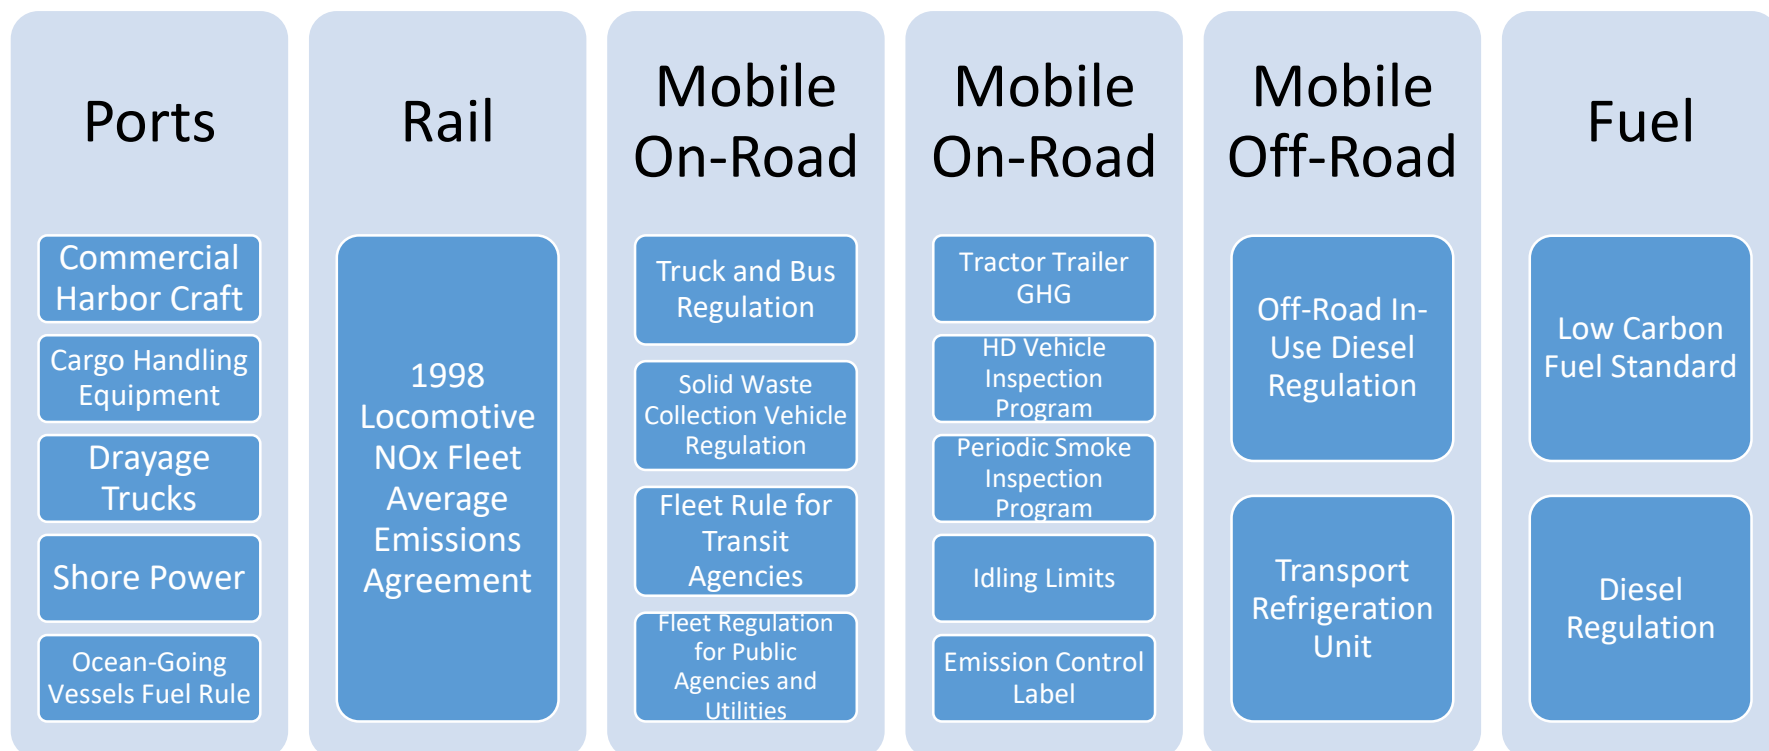 Ports
Commercial
Harbor Craft
Cargo Handling
Equipment
Drayage
Trucks
Shore Power
Ocean-Going
Vessels Fuel Rule
Rail
1998
Locomotive
NOx Fleet
Average
Emissions
Agreement
Mobile
On-Road
Truck and Bus
Regulation
Solid Waste
Collection Vehicle
Regulation
Fleet Rule for
Transit
Agencies
Fleet Regulation
for Public
Agencies and
Utilities
Mobile
On-Road
Tractor Trailer
GHG
HD Vehicle
Inspection
Program
Periodic Smoke
Inspection
Program
Idling Limits
Emission Control
Label
Mobile
Off-Road
Off-Road In-
Use Diesel
Regulation
Transport
Refrigeration
Unit
Fuel
Low Carbon
Fuel Standard
Diesel
Regulation